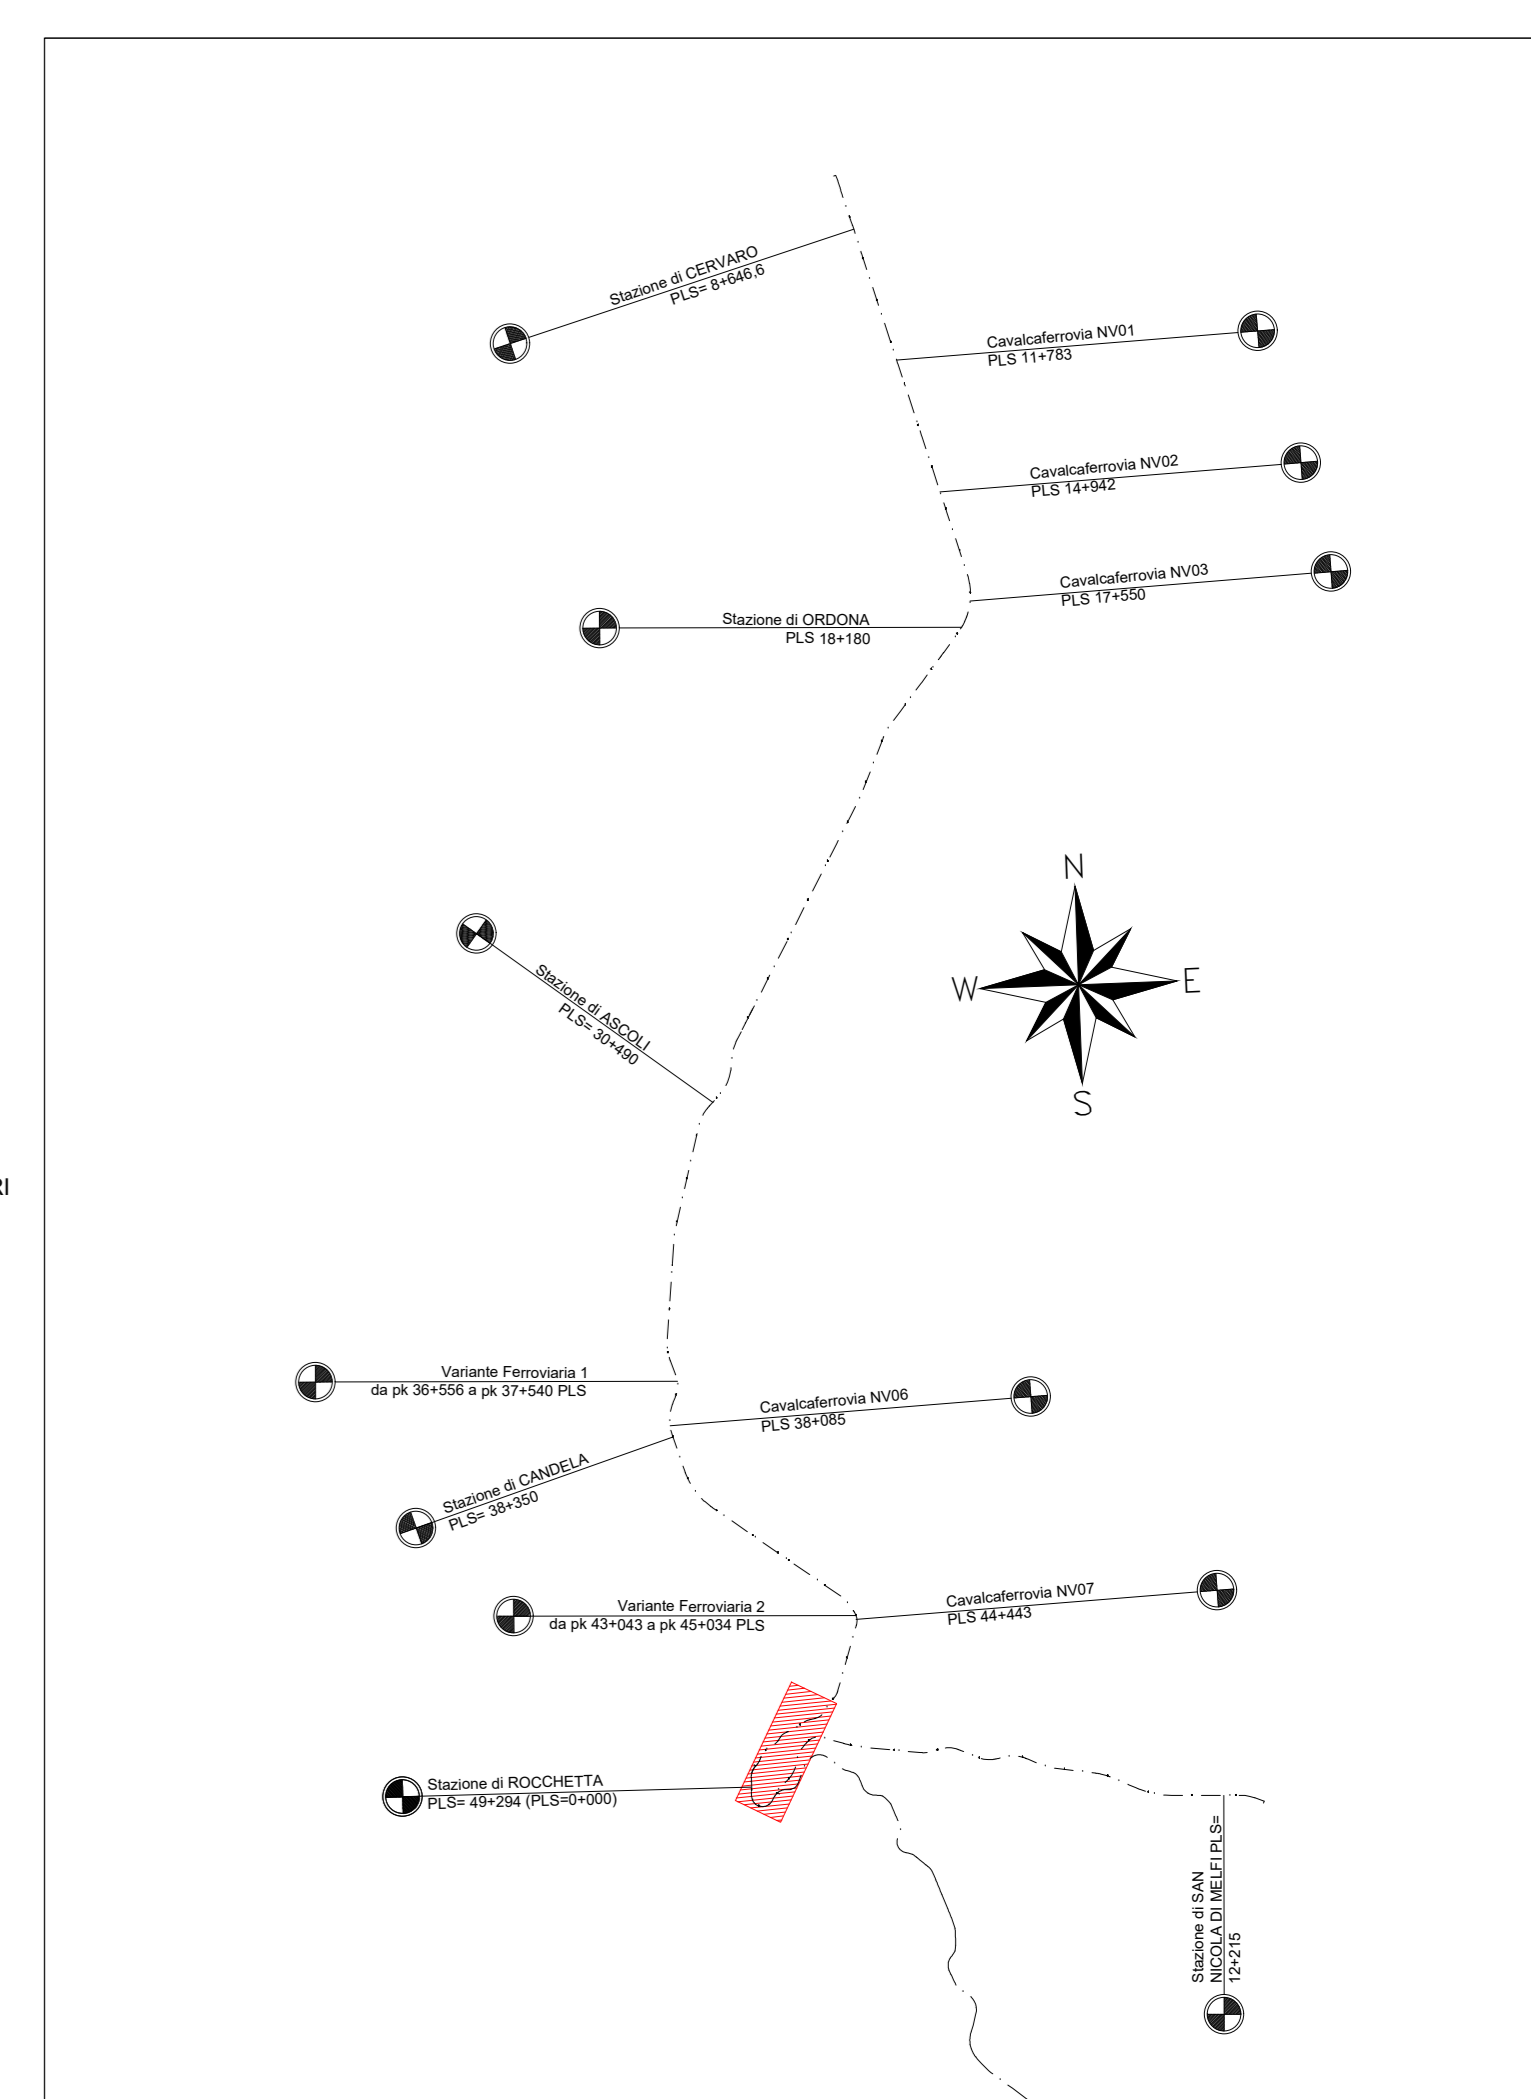 Stazione di CERVARO
PLS= 8+646,6
Cavalcaferrovia NV01
PLS 11+783
Cavalcaferrovia NV02
PLS 14+942
Cavalcaferrovia NV03
PLS 17+550
Stazione di ORDONA
PLS 18+180
N
W
E
S
Stazione di ASCOLI
PLS= 30+490
RI
Variante Ferroviaria 1
da pk 36+556 a pk 37+540 PLS
Cavalcaferrovia NV06
PLS 38+085
Stazione di CANDELA
PLS= 38+350
Variante Ferroviaria 2
da pk 43+043 a pk 45+034 PLS
Cavalcaferrovia NV07
PLS 44+443
Stazione di ROCCHETTA
PLS= 49+294 (PLS=0+000)
Stazione di SAN
NICOLA DI MELFI PLS=
12+215